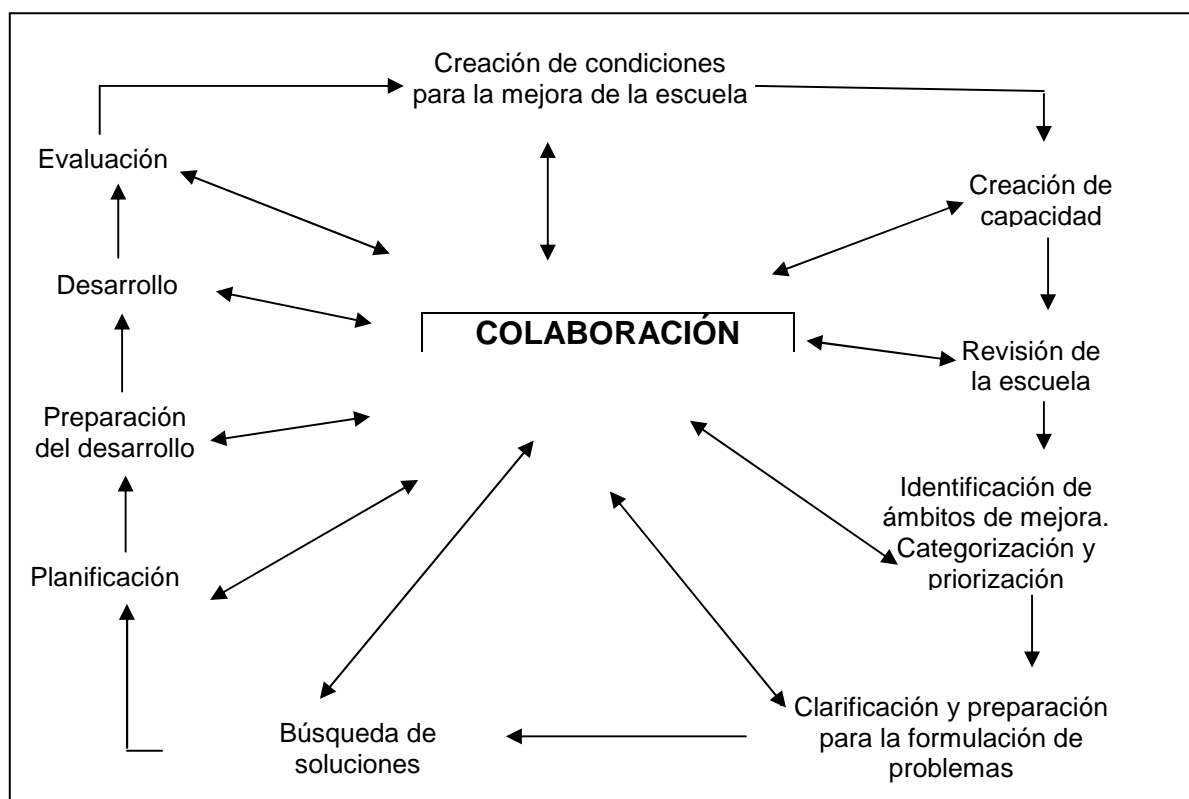 Creación de condiciones
para la mejora de la escuela
Evaluación
Creación de
capacidad
Desarrollo
COLABORACIÓN
Revisión de
la escuela
Preparación
del desarrollo
Identificación de
ámbitos de mejora.
Categorización y
priorización
Planificación
Clarificación y preparación
para la formulación de
problemas
Búsqueda de
soluciones